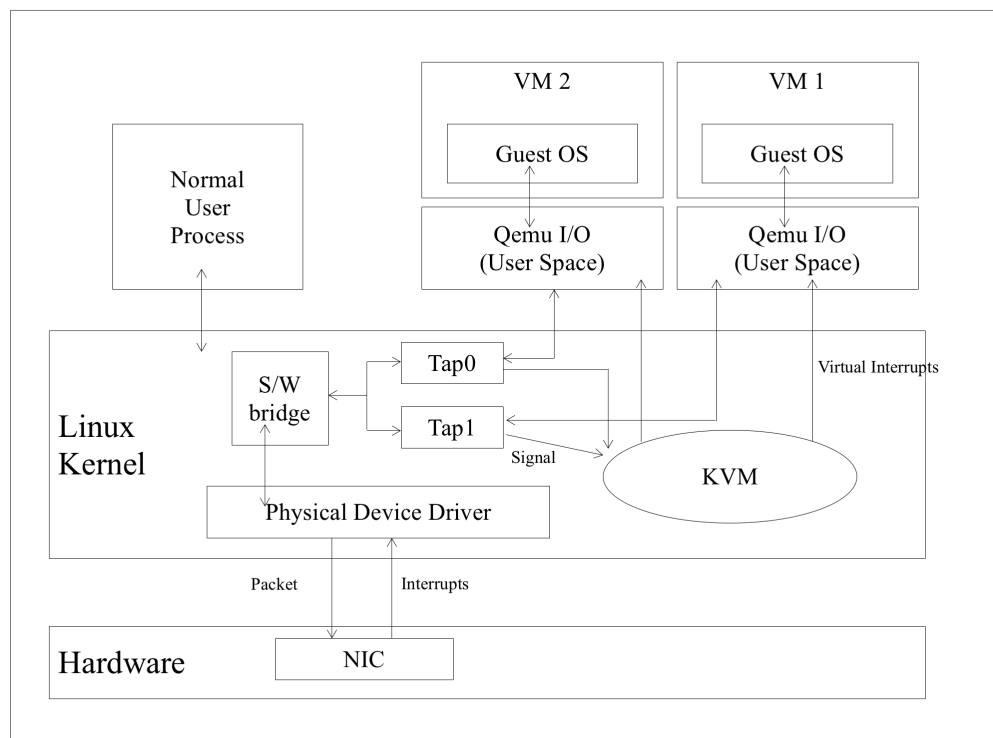 VM 2
VM 1
Guest OS
Guest OS
Normal
User
Process
Qemu I/O
(User Space)
Qemu I/O
(User Space)
Tap0
Virtual Interrupts
S/W
bridge
Tap1
Linux
Kernel
Signal
KVM
Physical Device Driver
Packet
Interrupts
Hardware
NIC